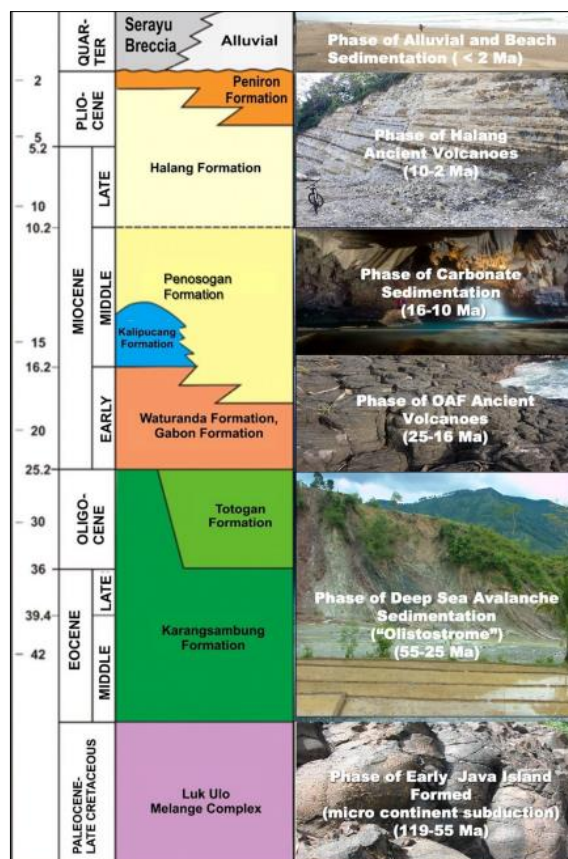 QUAR-
TER
Serayu
Breccia
Alluvial
Phase of Alluvial and Beach
Sedimentation ( < 2 Ma)
2
PLIO-
CENE
Peniron
Formation
5
5.2
Phase of Halang
Ancient Volcanoes
(10-2 Ma)
LATE
Halang Formation
10
10.2
MIOCENE
MIDDLE
Penosogan
Formation
Phase of Carbonate
Sedimentation
(16-10 Ma)
Kalipucang
Formation
15
16.2
EARLY
Waturanda Formation,
Gabon Formation
Phase of OAF Ancient
Volcanoes
(25-16 Ma)
20
25.2
OLIGO-
CENE
Totogan
Formation
30
36
EOCENE
LATE
39.4
Karangsambung
Formation
Phase of Deep Sea Avalanche
Sedimentation
("Olistostrome")
(55-25 Ma)
42
MIDDLE
PALEOCENE-
LATE CRETACEOUS
Luk Ulo
Melange Complex
Phase of Early Java Island
Formed
(micro continent subduction)
(119-55 Ma)